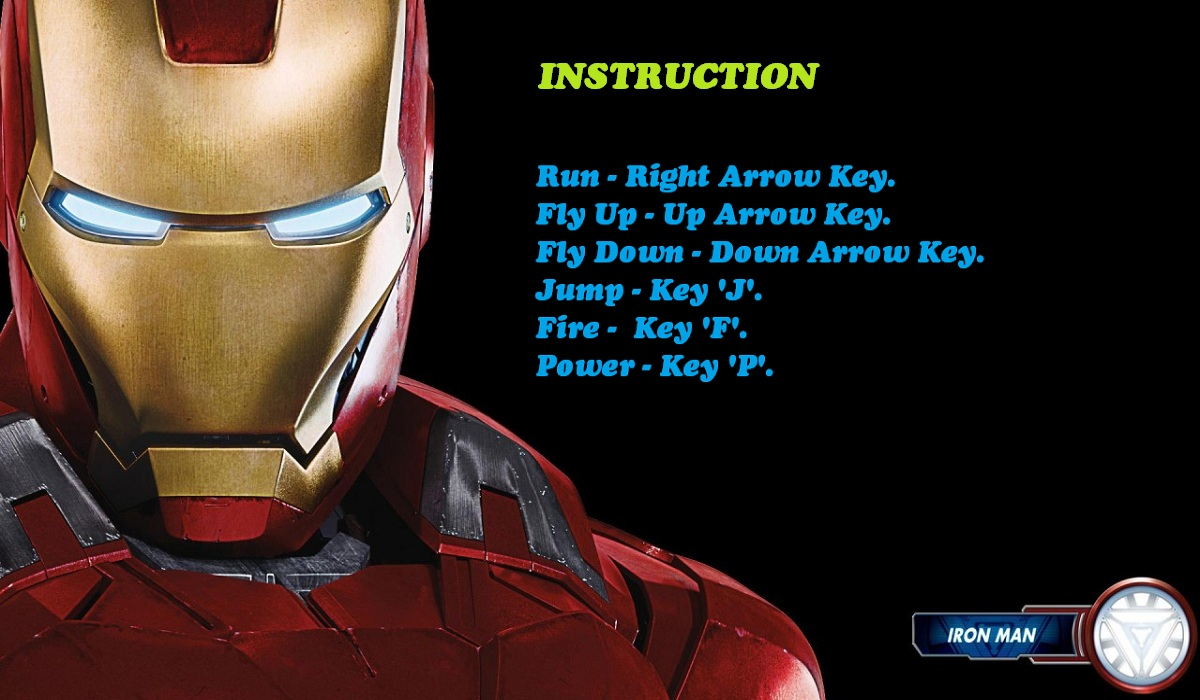 INSTRUCTION
Run - Right Arrow Key.
Fly Up - Up Arrow Key.
Fly Down - Down Arrow Key.
Jump - Key 'J'.
Fire -  Key 'F'.
Power - Key 'P'.
IRON MAN